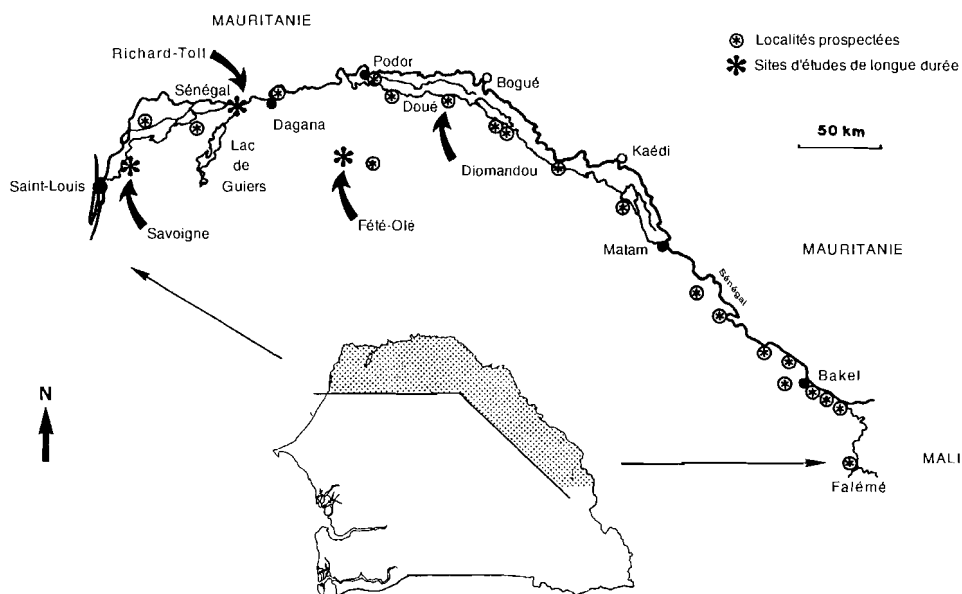 MAURITANIE
Richard-Toll
Podor
Localités prospectées
Sites d'études de longue durée
Bogué
Sénégal
Doué
Dagana
50 km
Kaédi
Lac
de
Guiers
Diomandou
Saint-Louis
Savoigne
Fété-Olé
Matam
MAURITANIE
Sénégal
Bakel
N
MALI
Falémé